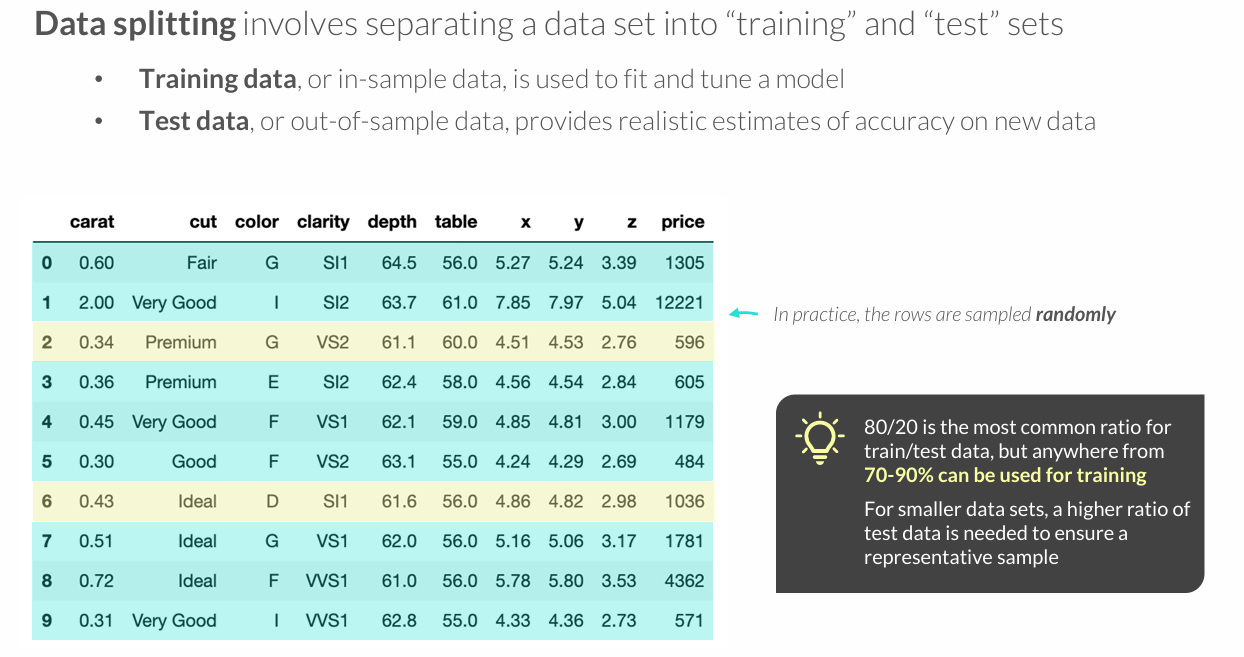 Data splitting involves separating a data set into “training” and “test” sets
• Training data, or in-sample data, is used to fit and tune a model
• Test data, or out-of-sample data, provides realistic estimates of accuracy on new data
carat cut color clarity depth table x y z price
0 0.60 Fair G SI1 64.5 56.0 5.27 5.24 3.39 1305
1 2.00 Very Good I SI2 63.7 61.0 7.85 7.97 5.04 12221
2 0.34 Premium G VS2 61.1 60.0 4.51 4.53 2.76 596
3 0.36 Premium E SI2 62.4 58.0 4.56 4.54 2.84 605
4 0.45 Very Good F VS1 62.1 59.0 4.85 4.81 3.00 1179
5 0.30 Good F VS2 63.1 55.0 4.24 4.29 2.69 484
6 0.43 Ideal D SI1 61.6 56.0 4.86 4.82 2.98 1036
7 0.51 Ideal G VS1 62.0 56.0 5.16 5.06 3.17 1781
8 0.72 Ideal F VVS1 61.0 56.0 5.78 5.80 3.53 4362
9 0.31 Very Good I VVS1 62.8 55.0 4.33 4.36 2.73 571
In practice, the rows are sampled randomly
80/20 is the most common ratio for
train/test data, but anywhere from
70-90% can be used for training
For smaller data sets, a higher ratio of
test data is needed to ensure a
representative sample